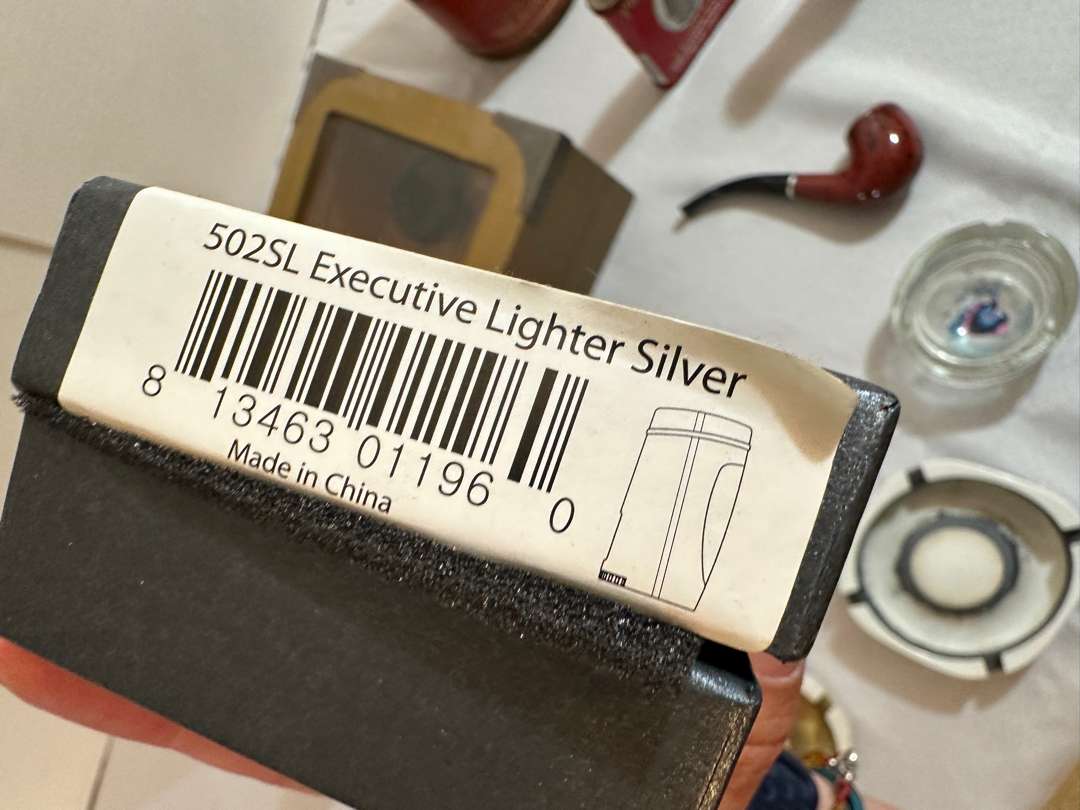 502SL Executive Lighter Silver
8 13463 01196 0
Made in China